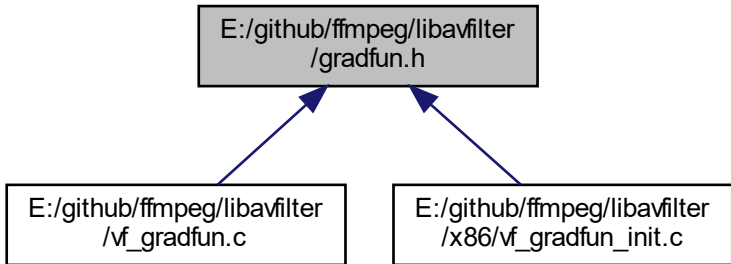 E:/github/ffmpeg/libavfilter
/gradfun.h
E:/github/ffmpeg/libavfilter
/vf_gradfun.c
E:/github/ffmpeg/libavfilter
/x86/vf_gradfun_init.c